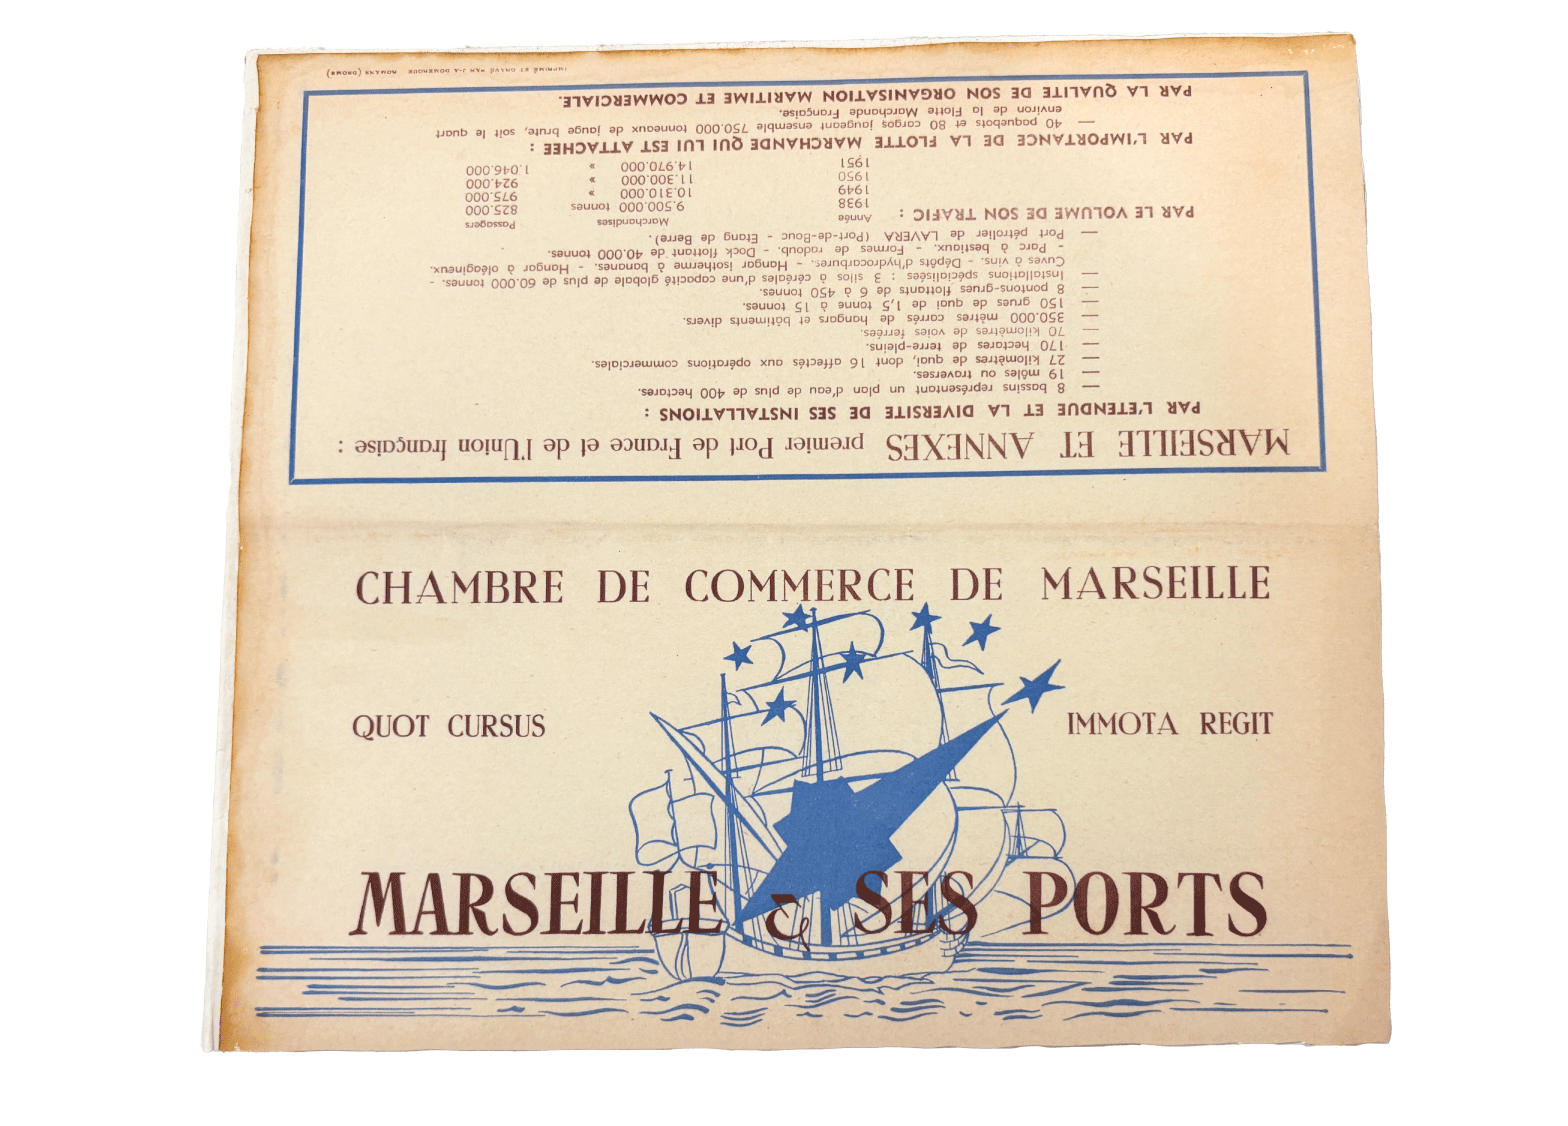 CHAMBRE DE COMMERCE DE MARSEILLE
QUOT CURSUS
IMMOTA REGIT
MARSEILLE & SES PORTS
MARSEILLE ET ANNEXES premier Port de France et de l'Union française :
PAR L'ETENDUE ET LA DIVERSITE DE SES INSTALLATIONS :
— 8 bassins représentant un plan d'eau de plus de 400 hectares.
— 19 môles ou traverses.
— 27 kilomètres de quai, dont 16 affectés aux opérations commerciales.
— 170 hectares de terre-pleins.
— 70 kilomètres de voies ferrées.
— 350.000 mètres carrés de hangars et bâtiments divers.
— 150 grues de quai de 1,5 tonne à 15 tonnes.
— 8 pontons-grues flottants de 6 à 450 tonnes.
— Installations spécialisées : 3 silos à céréales d'une capacité globale de plus de 60.000 tonnes. -
Cuves à vins. - Dépôts d'hydrocarbures. - Hangar isotherme à bananes. - Hangar à oléagineux.
- Parc à bestiaux. - Formes de radoub. - Dock flottant de 40.000 tonnes.
— Port pétrolier de LAVERA (Port-de-Bouc - Etang de Berre).
PAR LE VOLUME DE SON TRAFIC :
Année Marchandises Passagers
1938 9.500.000 tonnes 825.000
1949 10.310.000 » 975.000
1950 11.300.000 » 924.000
1951 14.970.000 » 1.046.000
PAR L'IMPORTANCE DE LA FLOTTE MARCHANDE QUI LUI EST ATTACHEE :
— 40 paquebots et 80 cargos jaugeant ensemble 750.000 tonneaux de jauge brute, soit le quart
environ de la Flotte Marchande Française.
PAR LA QUALITE DE SON ORGANISATION MARITIME ET COMMERCIALE.
IMPRIMÉ ET GRAVÉ PAR J-A DOMERGUE ROMANS (DROME)